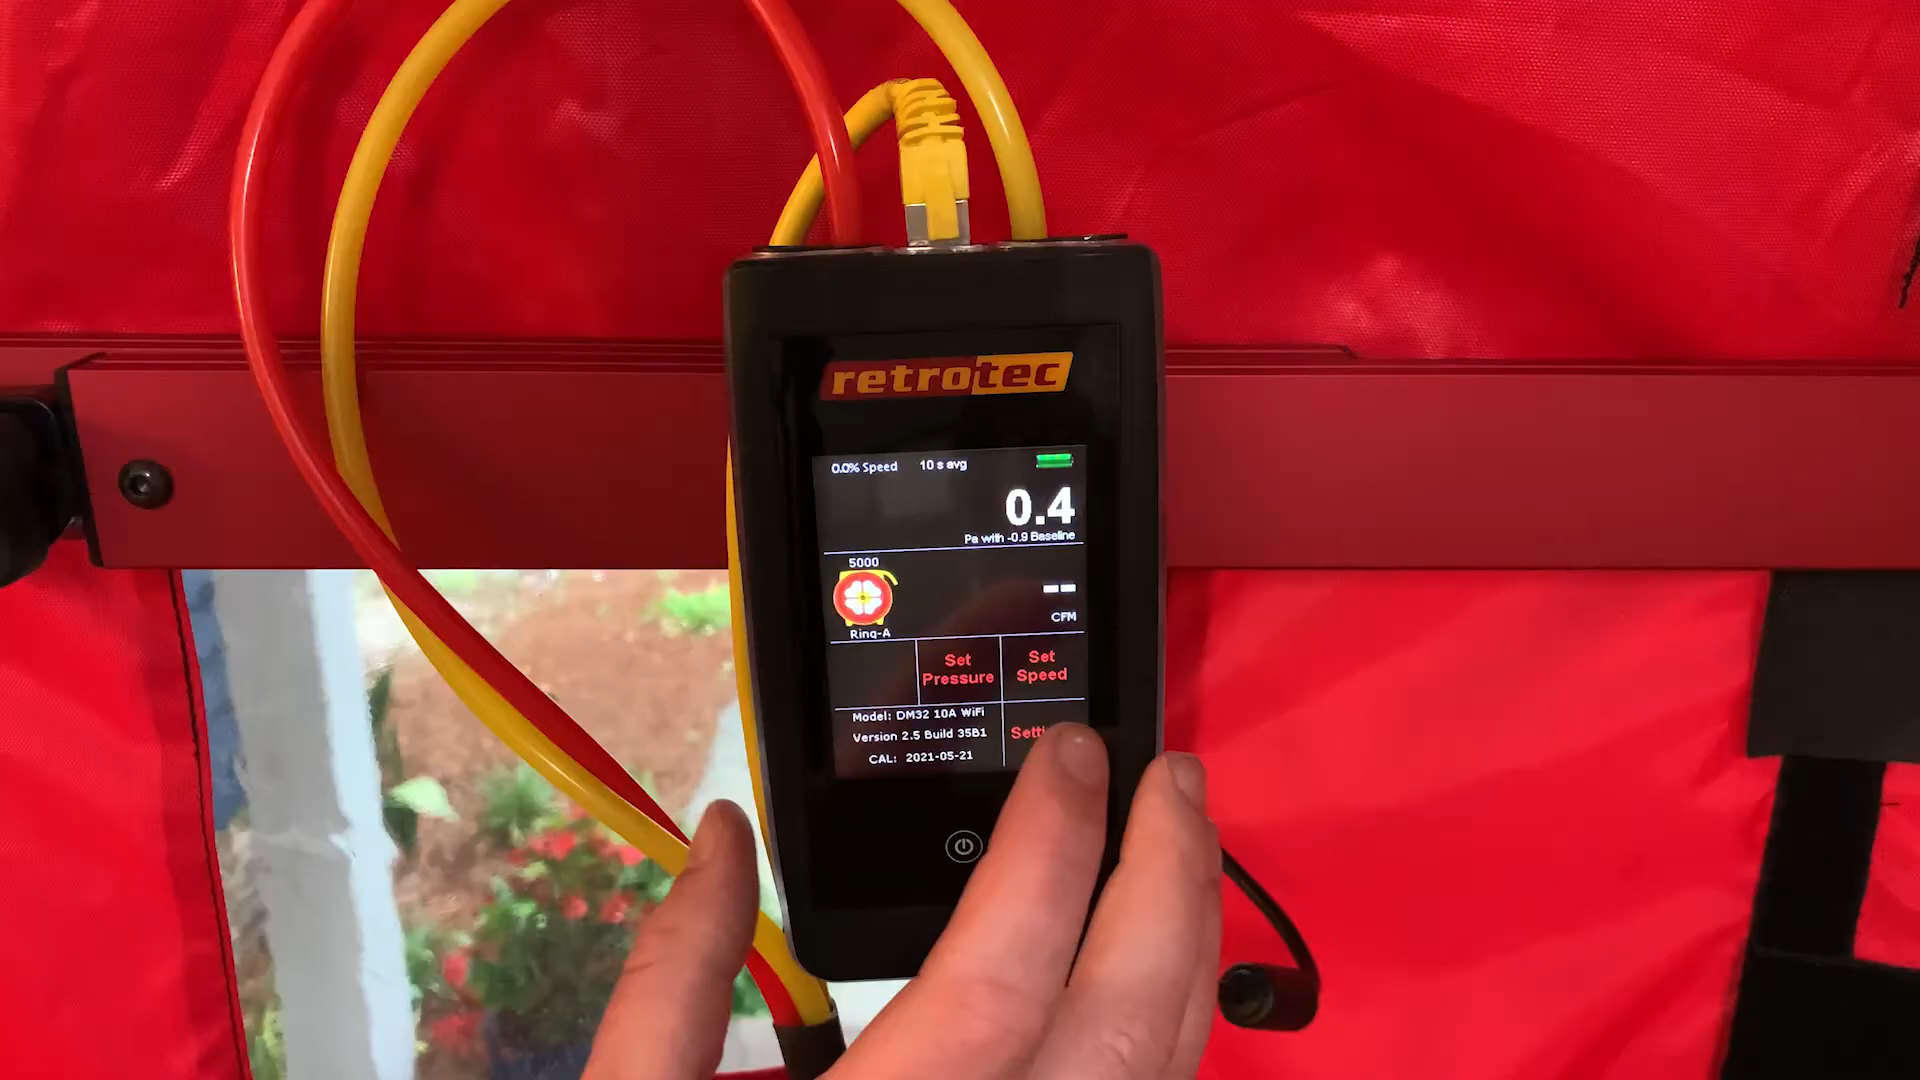 retrotec
0.0% Speed 10 s avg
0.4
Pa with -0.9 Baseline
5000
--
CFM
Ring-A
Set
Pressure
Set
Speed
Model: DM32 10A WiFi
Version 2.5 Build 35B1
CAL: 2021-05-21